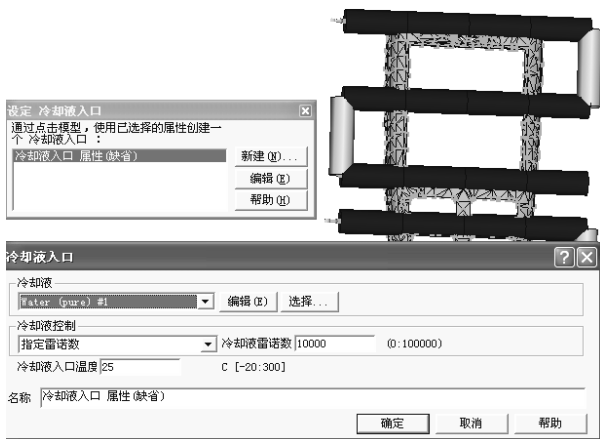 设定 冷却液入口
通过点击模型，使用已选择的属性创建一
个 冷却液入口 ：
冷却液入口 属性(缺省)
新建(N)...
编辑(E)
帮助(H)
冷却液入口
冷却液
Water (pure) #1 编辑(E) 选择...
冷却液控制
指定雷诺数 冷却液雷诺数 10000 (0:100000)
冷却液入口温度 25 C [-20:300]
名称 冷却液入口 属性(缺省)
确定 取消 帮助